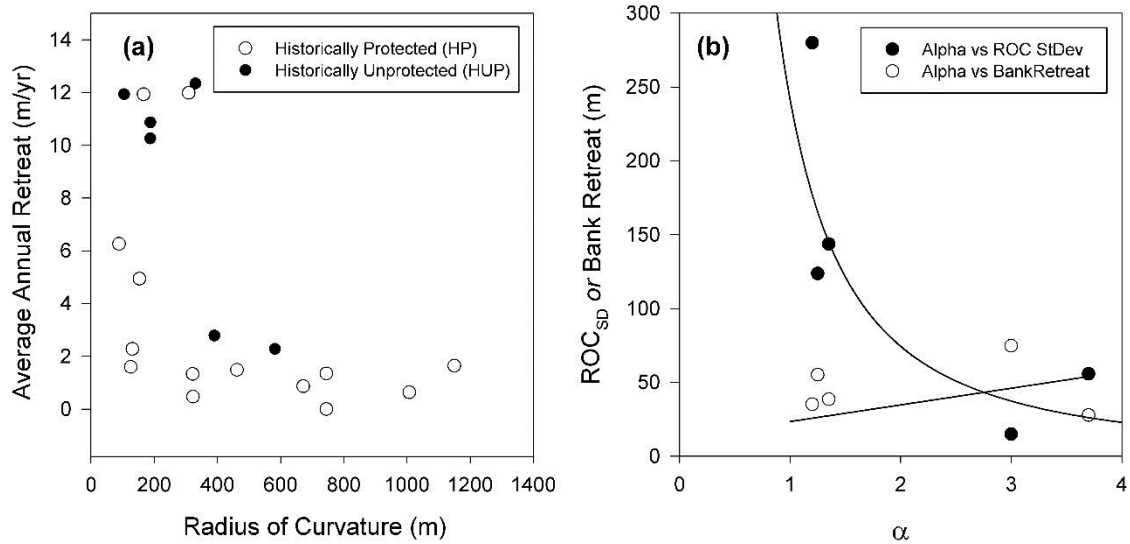 (a)
Historically Protected (HP)
Historically Unprotected (HUP)
Average Annual Retreat (m/yr)
14
12
10
8
6
4
2
0
0 200 400 600 800 1000 1200 1400
Radius of Curvature (m)
(b)
Alpha vs ROC StDev
Alpha vs BankRetreat
ROC_SD or Bank Retreat (m)
300
250
200
150
100
50
0
0 1 2 3 4
α